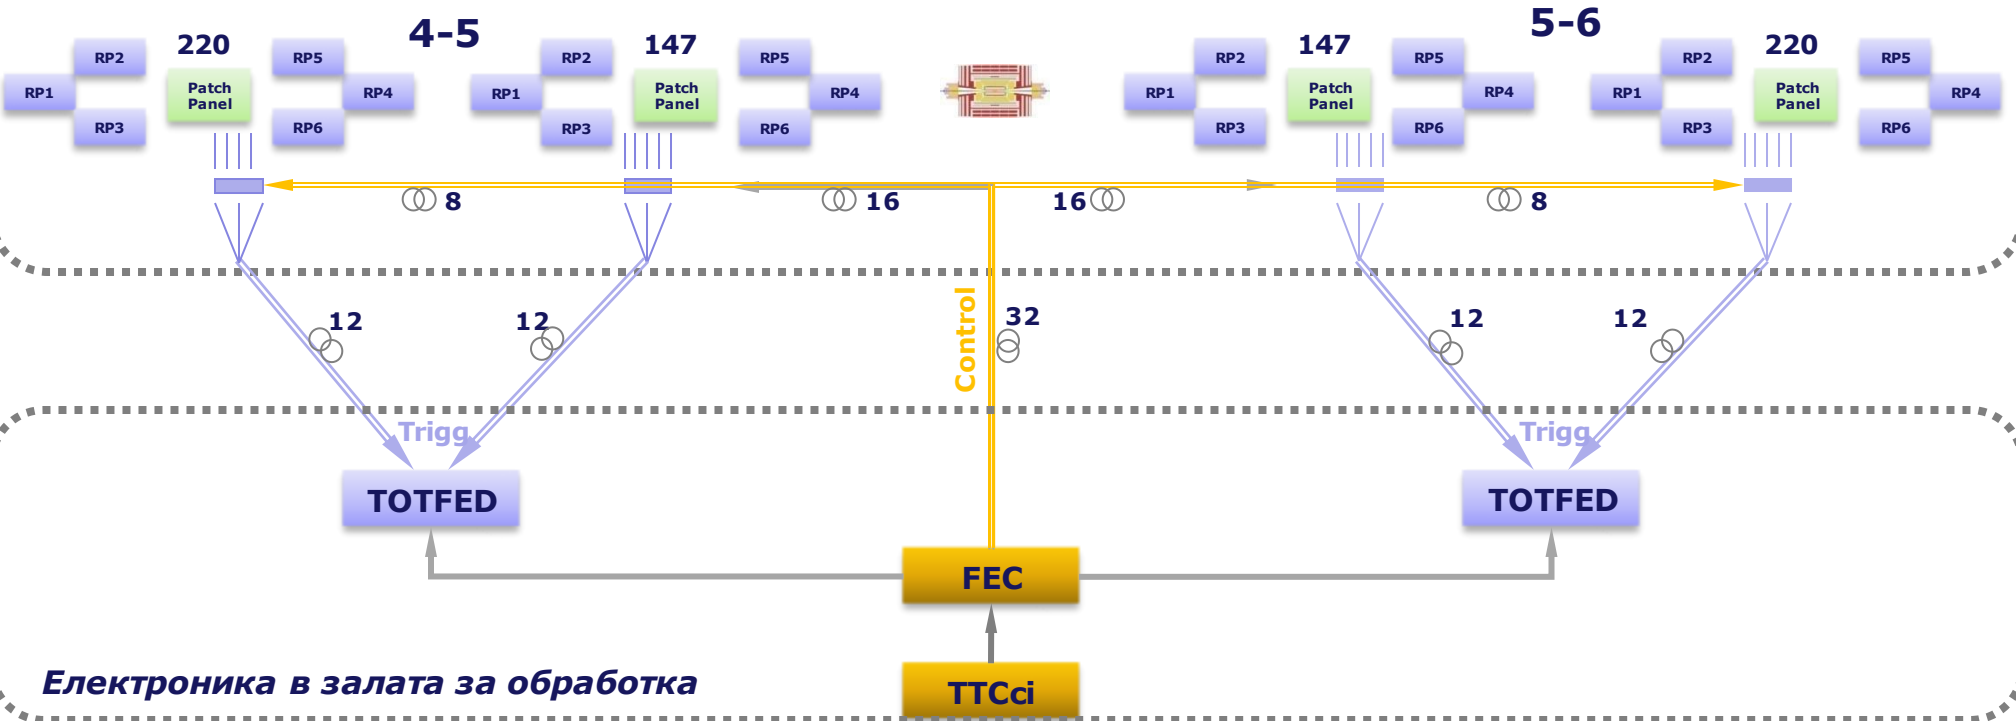 4-5
5-6
220
147
147
220
RP2
RP5
RP2
RP5
RP2
RP5
RP2
RP5
RP1
Patch
Panel
RP4
RP1
Patch
Panel
RP4
RP1
Patch
Panel
RP4
RP1
Patch
Panel
RP4
RP3
RP6
RP3
RP6
RP3
RP6
RP3
RP6
8
16
16
8
12
12
Control
32
12
12
Trigg
Trigg
TOTFED
TOTFED
FEC
TTCci
Електроника в залата за обработка